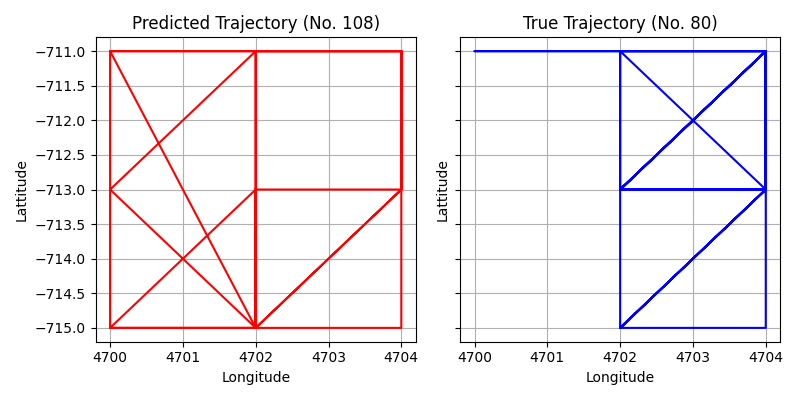 Predicted Trajectory (No. 108)
True Trajectory (No. 80)
−711.0
−711.5
−712.0
−712.5
−713.0
−713.5
−714.0
−714.5
−715.0
Lattitude
Lattitude
4700 4701 4702 4703 4704
4700 4701 4702 4703 4704
Longitude
Longitude